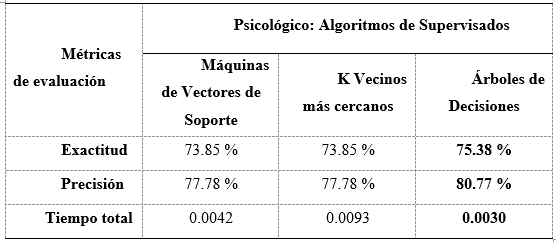 Métricas
de evaluación
Psicológico: Algoritmos de Supervisados
Máquinas
de Vectores de
Soporte
K Vecinos
más cercanos
Árboles de
Decisiones
Exactitud 73.85 % 73.85 % 75.38 %
Precisión 77.78 % 77.78 % 80.77 %
Tiempo total 0.0042 0.0093 0.0030